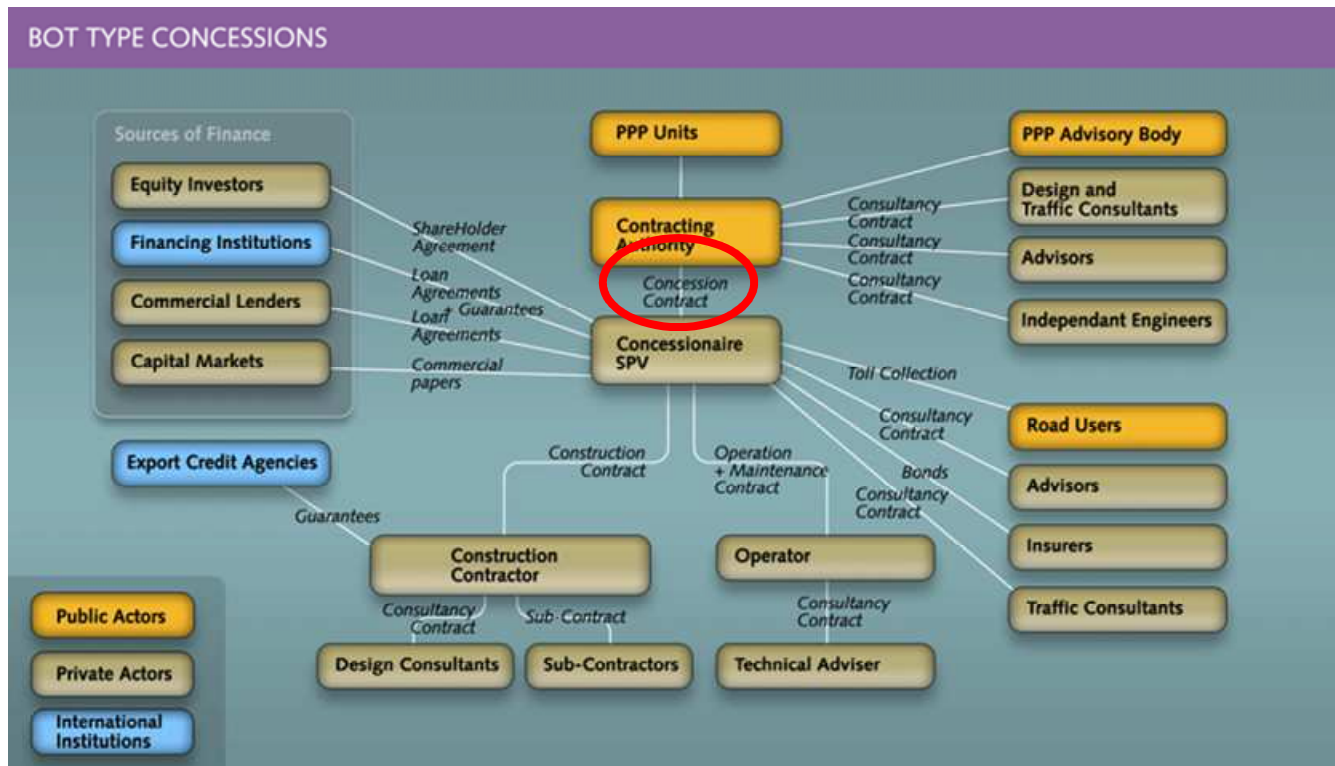 BOT TYPE CONCESSIONS
Sources of Finance
Equity Investors
Financing Institutions
Commercial Lenders
Capital Markets
Export Credit Agencies
ShareHolder
Agreement
Loan
Agreements
+ Guarantees
Loan
Agreements
Commercial
papers
Guarantees
PPP Units
Contracting
Authority
Concession
Contract
Concessionaire
SPV
PPP Advisory Body
Design and
Traffic Consultants
Advisors
Independant Engineers
Consultancy
Contract
Consultancy
Contract
Consultancy
Contract
Toll Collection
Consultancy
Contract
Bonds
Consultancy
Contract
Road Users
Advisors
Insurers
Traffic Consultants
Construction
Contract
Operation
+ Maintenance
Contract
Construction
Contractor
Operator
Consultancy
Contract
Sub-Contract
Consultancy
Contract
Design Consultants
Sub-Contractors
Technical Adviser
Public Actors
Private Actors
International
Institutions